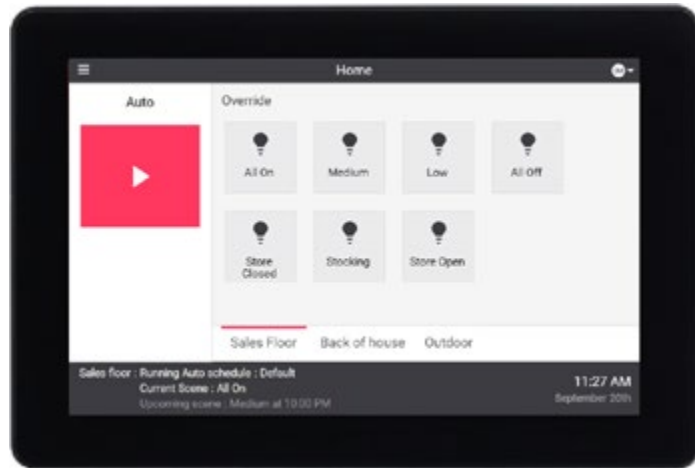 Home
Auto
Override
All On
Medium
Low
All Off
Store
Closed
Stocking
Store Open
Sales Floor
Back of house
Outdoor
Sales floor : Running Auto schedule : Default
Current Scene : All On
Upcoming scene : Medium at 10:00 PM
11:27 AM
September 20th